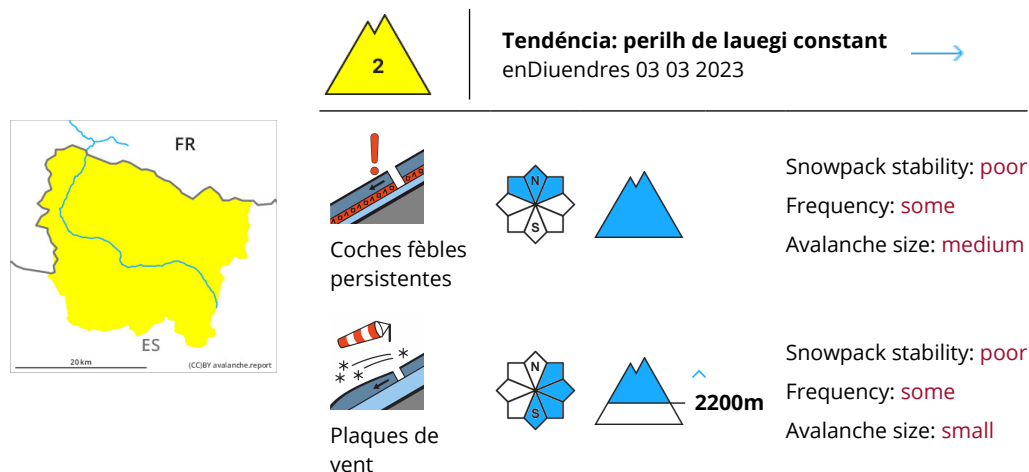 2
Tendéncia: perilh de lauegi constant
enDiuendres 03 03 2023
FR
ES
20 km
(CC)BY avalanche.report
Coches fèbles
persistentes
N
S
Snowpack stability: poor
Frequency: some
Avalanche size: medium
Plaques de
vent
N
S
2200m
Snowpack stability: poor
Frequency: some
Avalanche size: small